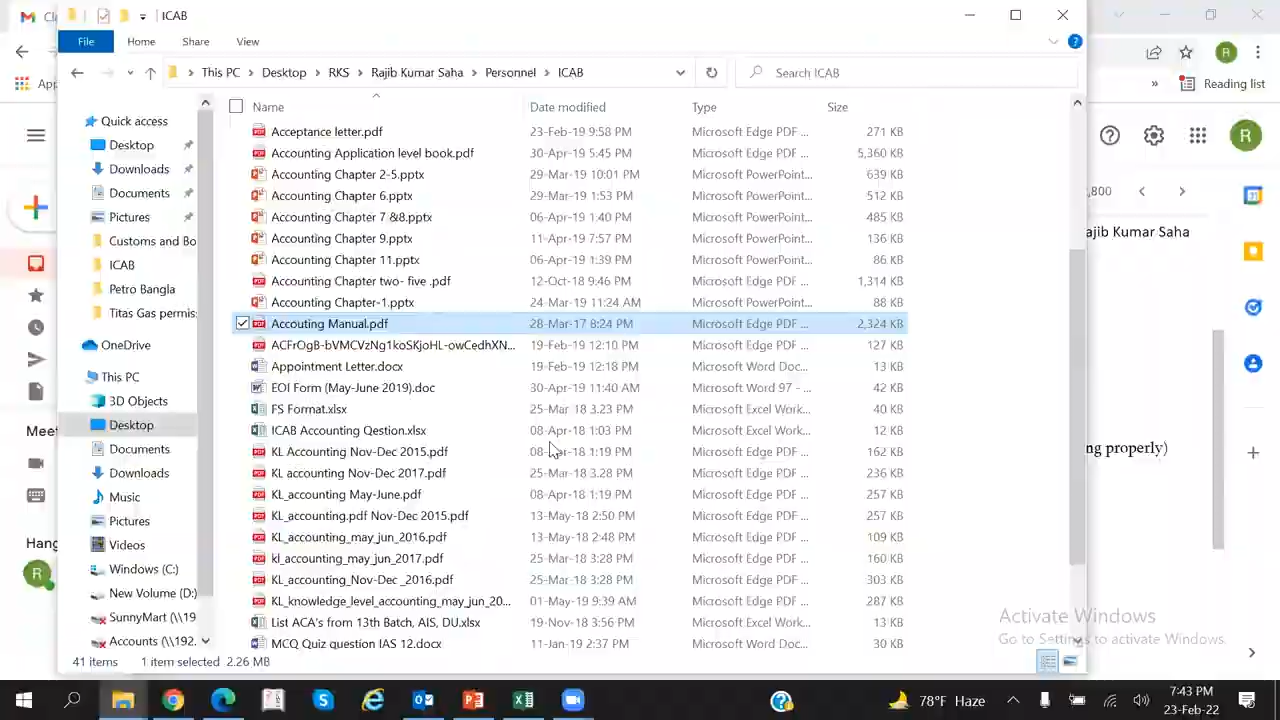 ICAB
File Home Share View
This PC Desktop RKS Rajib Kumar Saha Personnel ICAB
Search ICAB
Reading list
Name Date modified Type Size
Acceptance letter.pdf 23-Feb-19 9:58 PM Microsoft Edge PDF ... 271 KB
Accounting Application level book.pdf 30-Apr-19 5:45 PM Microsoft Edge PDF ... 5,360 KB
Accounting Chapter 2-5.pptx 29-Mar-19 10:01 PM Microsoft PowerPoint... 639 KB
Accounting Chapter 6.pptx 29-Mar-19 1:53 PM Microsoft PowerPoint... 512 KB
Accounting Chapter 7 &8.pptx 06-Apr-19 1:40 PM Microsoft PowerPoint... 485 KB
Accounting Chapter 9.pptx 11-Apr-19 7:57 PM Microsoft PowerPoint... 136 KB
Accounting Chapter 11.pptx 06-Apr-19 1:39 PM Microsoft PowerPoint... 86 KB
Accounting Chapter two- five .pdf 12-Oct-18 9:46 PM Microsoft Edge PDF ... 1,314 KB
Accounting Chapter-1.pptx 24-Mar-19 11:24 AM Microsoft PowerPoint... 88 KB
Accouting Manual.pdf 28-Mar-17 8:24 PM Microsoft Edge PDF ... 2,324 KB
ACFrOgB-bVMCVzNg1koSKjoHL-owCedhXN... 19-Feb-19 12:10 PM Microsoft Edge PDF ... 127 KB
Appointment Letter.docx 19-Feb-19 12:18 PM Microsoft Word Doc... 13 KB
EOI Form (May-June 2019).doc 30-Apr-19 11:40 AM Microsoft Word 97 - ... 42 KB
FS Format.xlsx 25-Mar-18 3:23 PM Microsoft Excel Work... 40 KB
ICAB Accounting Qestion.xlsx 08-Apr-18 1:03 PM Microsoft Excel Work... 12 KB
KL Accounting Nov-Dec 2015.pdf 1:19 PM Microsoft Edge PDF ... 162 KB
KL accounting Nov-Dec 2017.pdf 25-Mar-18 3:28 PM Microsoft Edge PDF ... 236 KB
KL_accounting May-June.pdf 08-Apr-18 1:19 PM Microsoft Edge PDF ... 257 KB
KL_accounting.pdf Nov-Dec 2015.pdf 13-May-18 2:50 PM Microsoft Edge PDF ... 257 KB
KL_accounting_may_jun_2016.pdf 13-May-18 2:48 PM Microsoft Edge PDF ... 109 KB
kl_accounting_may_jun_2017.pdf 25-Mar-18 3:28 PM Microsoft Edge PDF ... 160 KB
KL_accounting_Nov-Dec _2016.pdf 25-Mar-18 3:28 PM Microsoft Edge PDF ... 303 KB
KL_knowledge_level_accounting_may_jun_20... 01-May-19 9:39 AM Microsoft Edge PDF ... 287 KB
List ACA's from 13th Batch, AIS, DU.xlsx 19-Nov-18 3:56 PM Microsoft Excel Work... 13 KB
MCQ Quiz question IAS 12.docx 11-Jan-19 2:37 PM Microsoft Word Doc... 30 KB
Quick access
Desktop
Downloads
Documents
Pictures
Customs and Bo
ICAB
Petro Bangla
Titas Gas permis
OneDrive
This PC
3D Objects
Desktop
Documents
Downloads
Music
Pictures
Videos
Windows (C:)
New Volume (D:)
SunnyMart (\\19
Accounts (\\192.
41 items 1 item selected 2.26 MB
Meet
Hang
R
R
R
,800
ajib Kumar Saha
ng properly)
Activate Windows
Go to Settings to activate Windows.
78°F Haze
7:43 PM
23-Feb-22